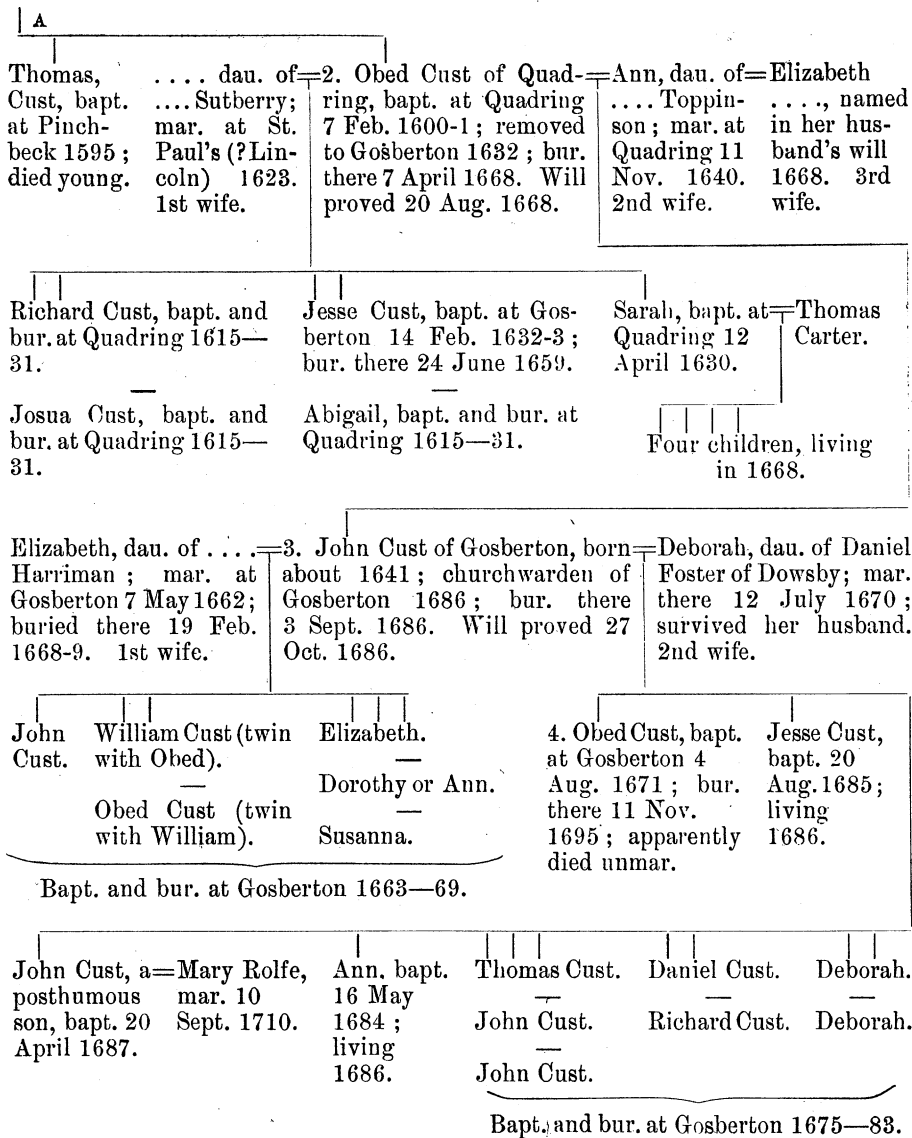 A
Thomas,
Cust, bapt.
at Pinch-
beck 1595 ;
died young.
. . . . dau. of=
. . . . Sutberry;
mar. at St.
Paul's (? Lin-
coln) 1623.
1st wife.
2. Obed Cust of Quad-=
ring, bapt. at Quadring
7 Feb. 1600-1 ; removed
to Gosberton 1632 ; bur.
there 7 April 1668. Will
proved 20 Aug. 1668.
Ann, dau. of=
. . . . Toppin-
son ; mar. at
Quadring 11
Nov. 1640.
2nd wife.
Elizabeth
. . . ., named
in her hus-
band's will
1668. 3rd
wife.
Richard Cust, bapt. and
bur. at Quadring 1615—
31.
—
Josua Cust, bapt. and
bur. at Quadring 1615—
31.
Jesse Cust, bapt. at Gos-
berton 14 Feb. 1632-3 ;
bur. there 24 June 1659.
—
Abigail, bapt. and bur. at
Quadring 1615—31.
Sarah, bapt. at=
Quadring 12
April 1630.
Thomas
Carter.
Four children, living
in 1668.
Elizabeth, dau. of . . . .=
Harriman ; mar. at
Gosberton 7 May 1662;
buried there 19 Feb.
1668-9. 1st wife.
3. John Cust of Gosberton, born=
about 1641 ; churchwarden of
Gosberton 1686 ; bur. there
3 Sept. 1686. Will proved 27
Oct. 1686.
Deborah, dau. of Daniel
Foster of Dowsby; mar.
there 12 July 1670 ;
survived her husband.
2nd wife.
John
Cust.
William Cust (twin
with Obed).
—
Obed Cust (twin
with William).
Elizabeth.
—
Dorothy or Ann.
—
Susanna.
Bapt. and bur. at Gosberton 1663—69.
4. Obed Cust, bapt.
at Gosberton 4
Aug. 1671 ; bur.
there 11 Nov.
1695 ; apparently
died unmar.
Jesse Cust,
bapt. 20
Aug. 1685;
living
1686.
John Cust, a=
posthumous
son, bapt. 20
April 1687.
Mary Rolfe,
mar. 10
Sept. 1710.
Ann, bapt.
16 May
1684 ;
living
1686.
Thomas Cust.
—
John Cust.
—
John Cust.
Daniel Cust.
—
Richard Cust.
Deborah.
—
Deborah.
Bapt. and bur. at Gosberton 1675—83.